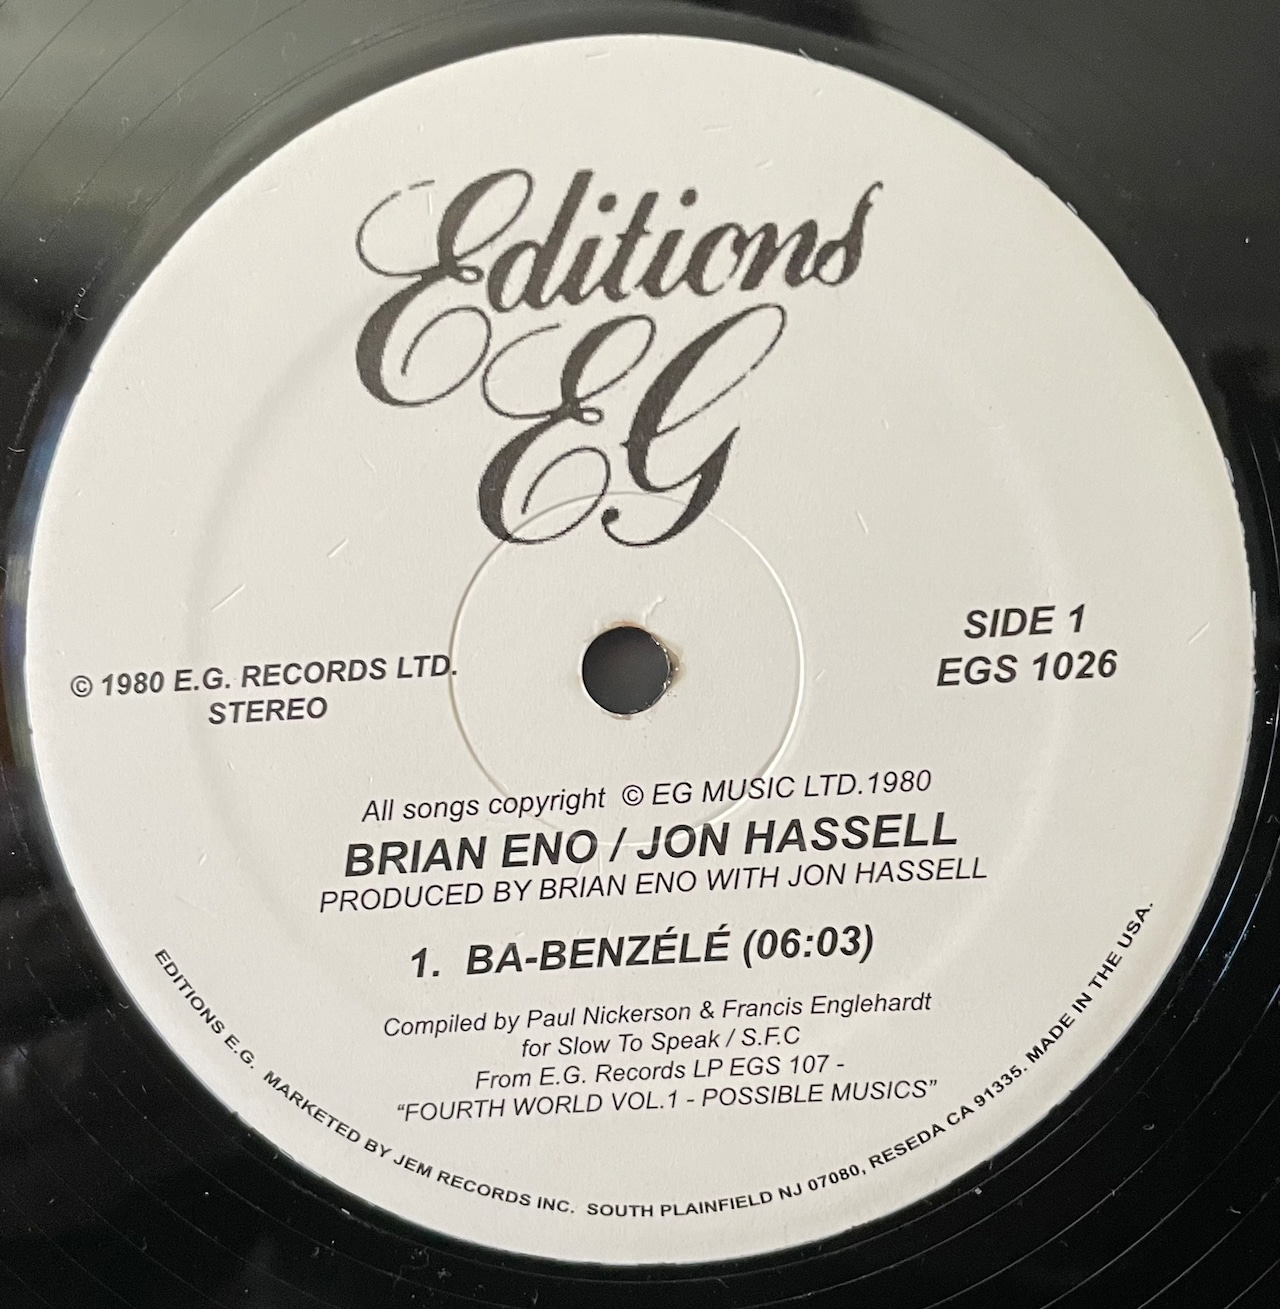 Editions
EG
SIDE 1
EGS 1026
© 1980 E.G. RECORDS LTD.
STEREO
All songs copyright © EG MUSIC LTD.1980
BRIAN ENO / JON HASSELL
PRODUCED BY BRIAN ENO WITH JON HASSELL
1. BA-BENZÉLÉ (06:03)
Compiled by Paul Nickerson & Francis Englehardt
for Slow To Speak / S.F.C
From E.G. Records LP EGS 107 -
“FOURTH WORLD VOL.1 - POSSIBLE MUSICS”
EDITIONS E.G. MARKETED BY JEM RECORDS INC. SOUTH PLAINFIELD NJ 07080, RESEDA CA 91335. MADE IN THE USA.